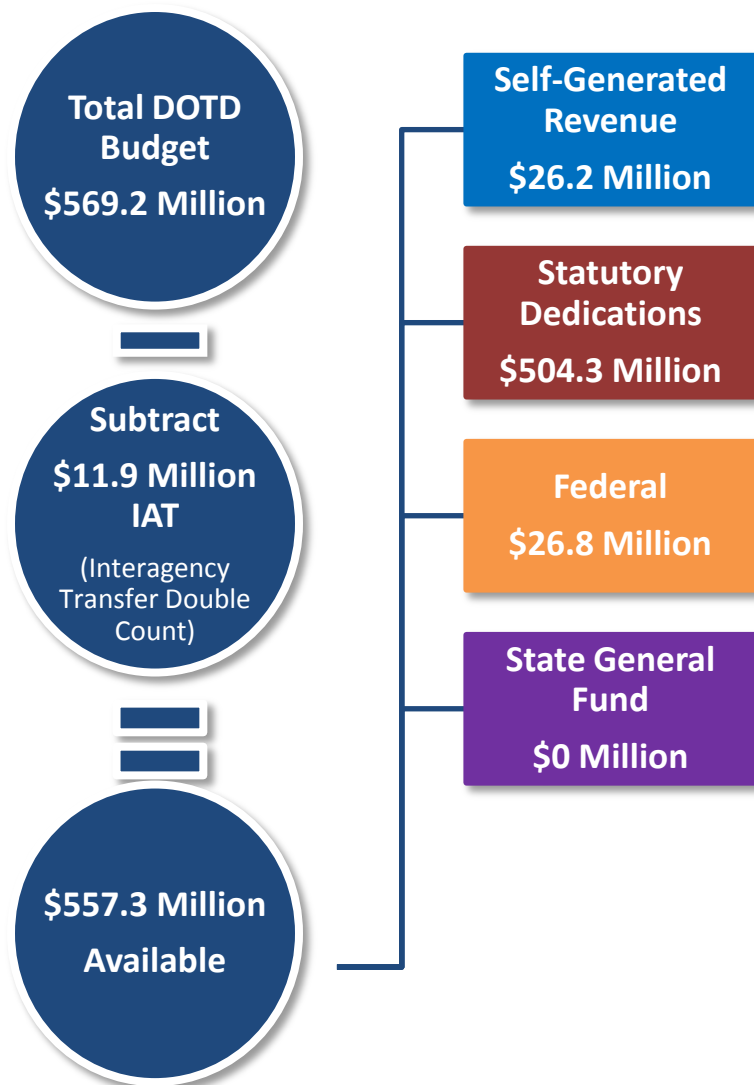 Total DOTD
Budget
$569.2 Million
Subtract
$11.9 Million
IAT
(Interagency
Transfer Double
Count)
$557.3 Million
Available
Self-Generated
Revenue
$26.2 Million
Statutory
Dedications
$504.3 Million
Federal
$26.8 Million
State General
Fund
$0 Million